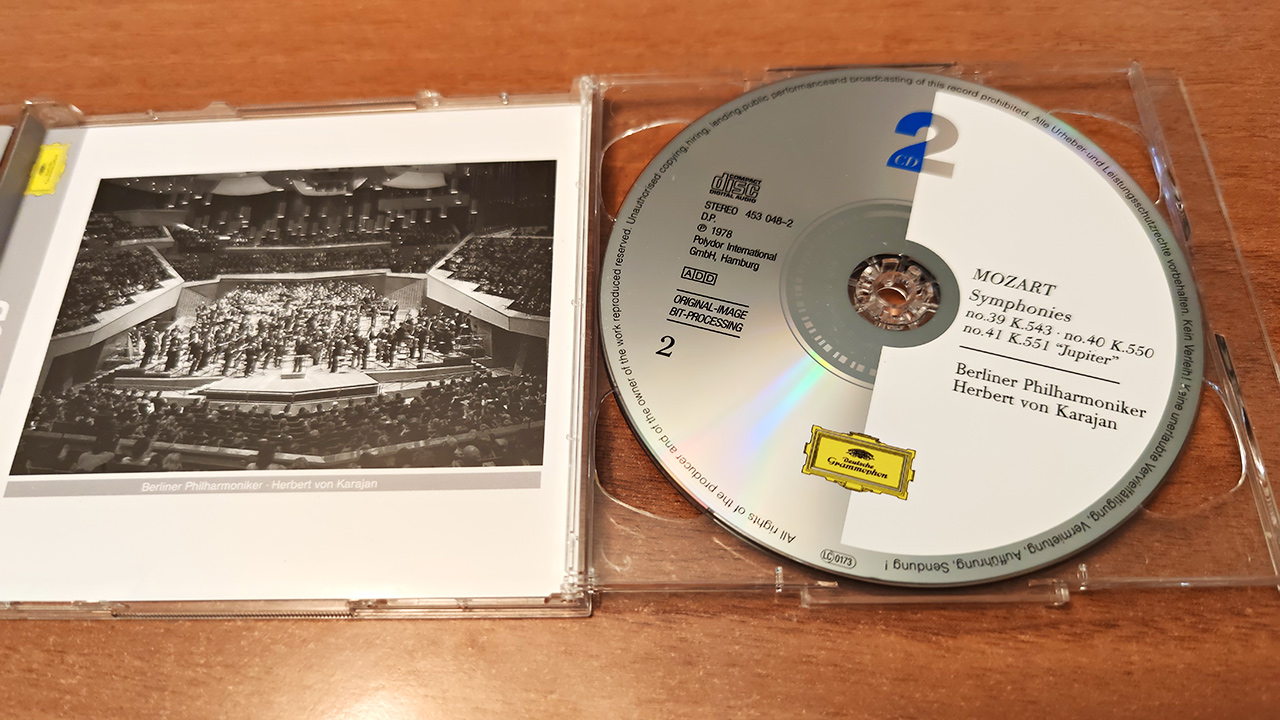 Berliner Philharmoniker · Herbert von Karajan
2
CD
COMPACT
disc
DIGITAL AUDIO
STEREO 453 048-2
D.P.
℗ 1978
Polydor International
GmbH, Hamburg
ADD
ORIGINAL-IMAGE
BIT-PROCESSING
2
MOZART
Symphonies
no.39 K.543 · no.40 K.550
no.41 K.551 "Jupiter"
Berliner Philharmoniker
Herbert von Karajan
Deutsche
Grammophon
LC 0173
All rights of the producer and of the owner of the work reproduced reserved. Unauthorised copying, hiring, lending, public performance and broadcasting of this record prohibited. Alle Urheber-und Leistungsschutzrechte vorbehalten. Kein Verleih! Keine unerlaubte Vervielfältigung, Vermietung, Aufführung, Sendung!